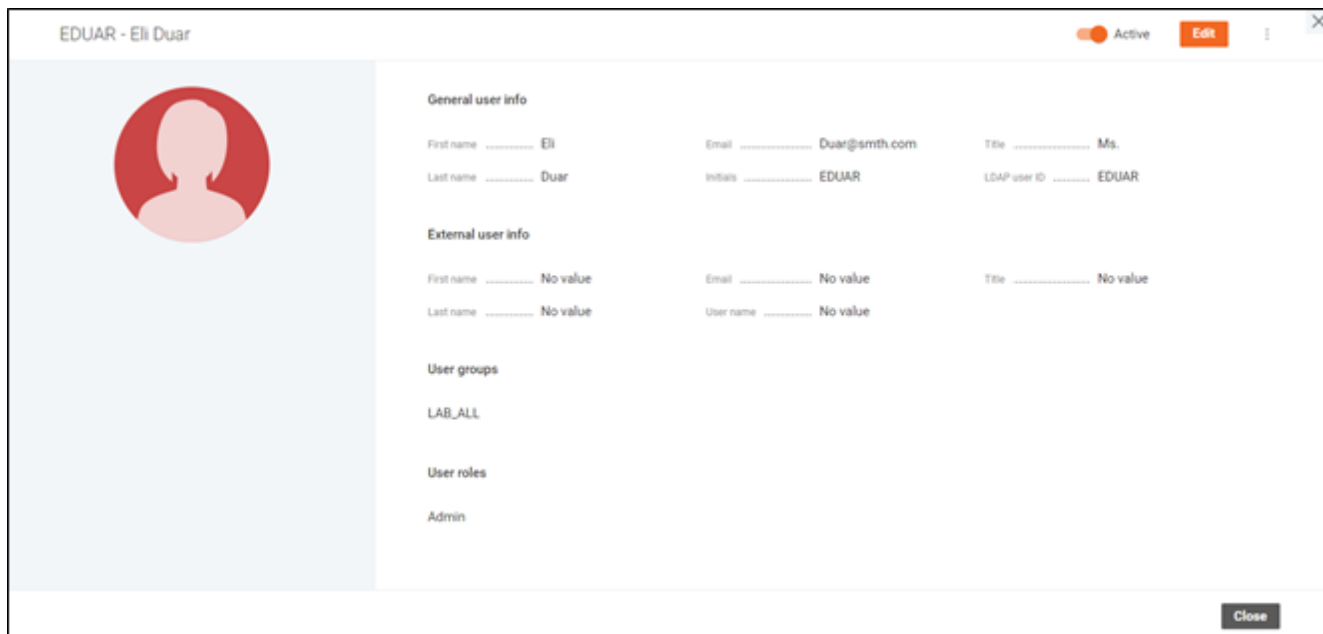 EDUAR - Eli Duar
Active
Edit
General user info
First name Eli Email Duar@smth.com Title Ms.
Last name Duar Initials EDUAR LDAP user ID EDUAR
External user info
First name No value Email No value Title No value
Last name No value User name No value
User groups
LAB_ALL
User roles
Admin
Close